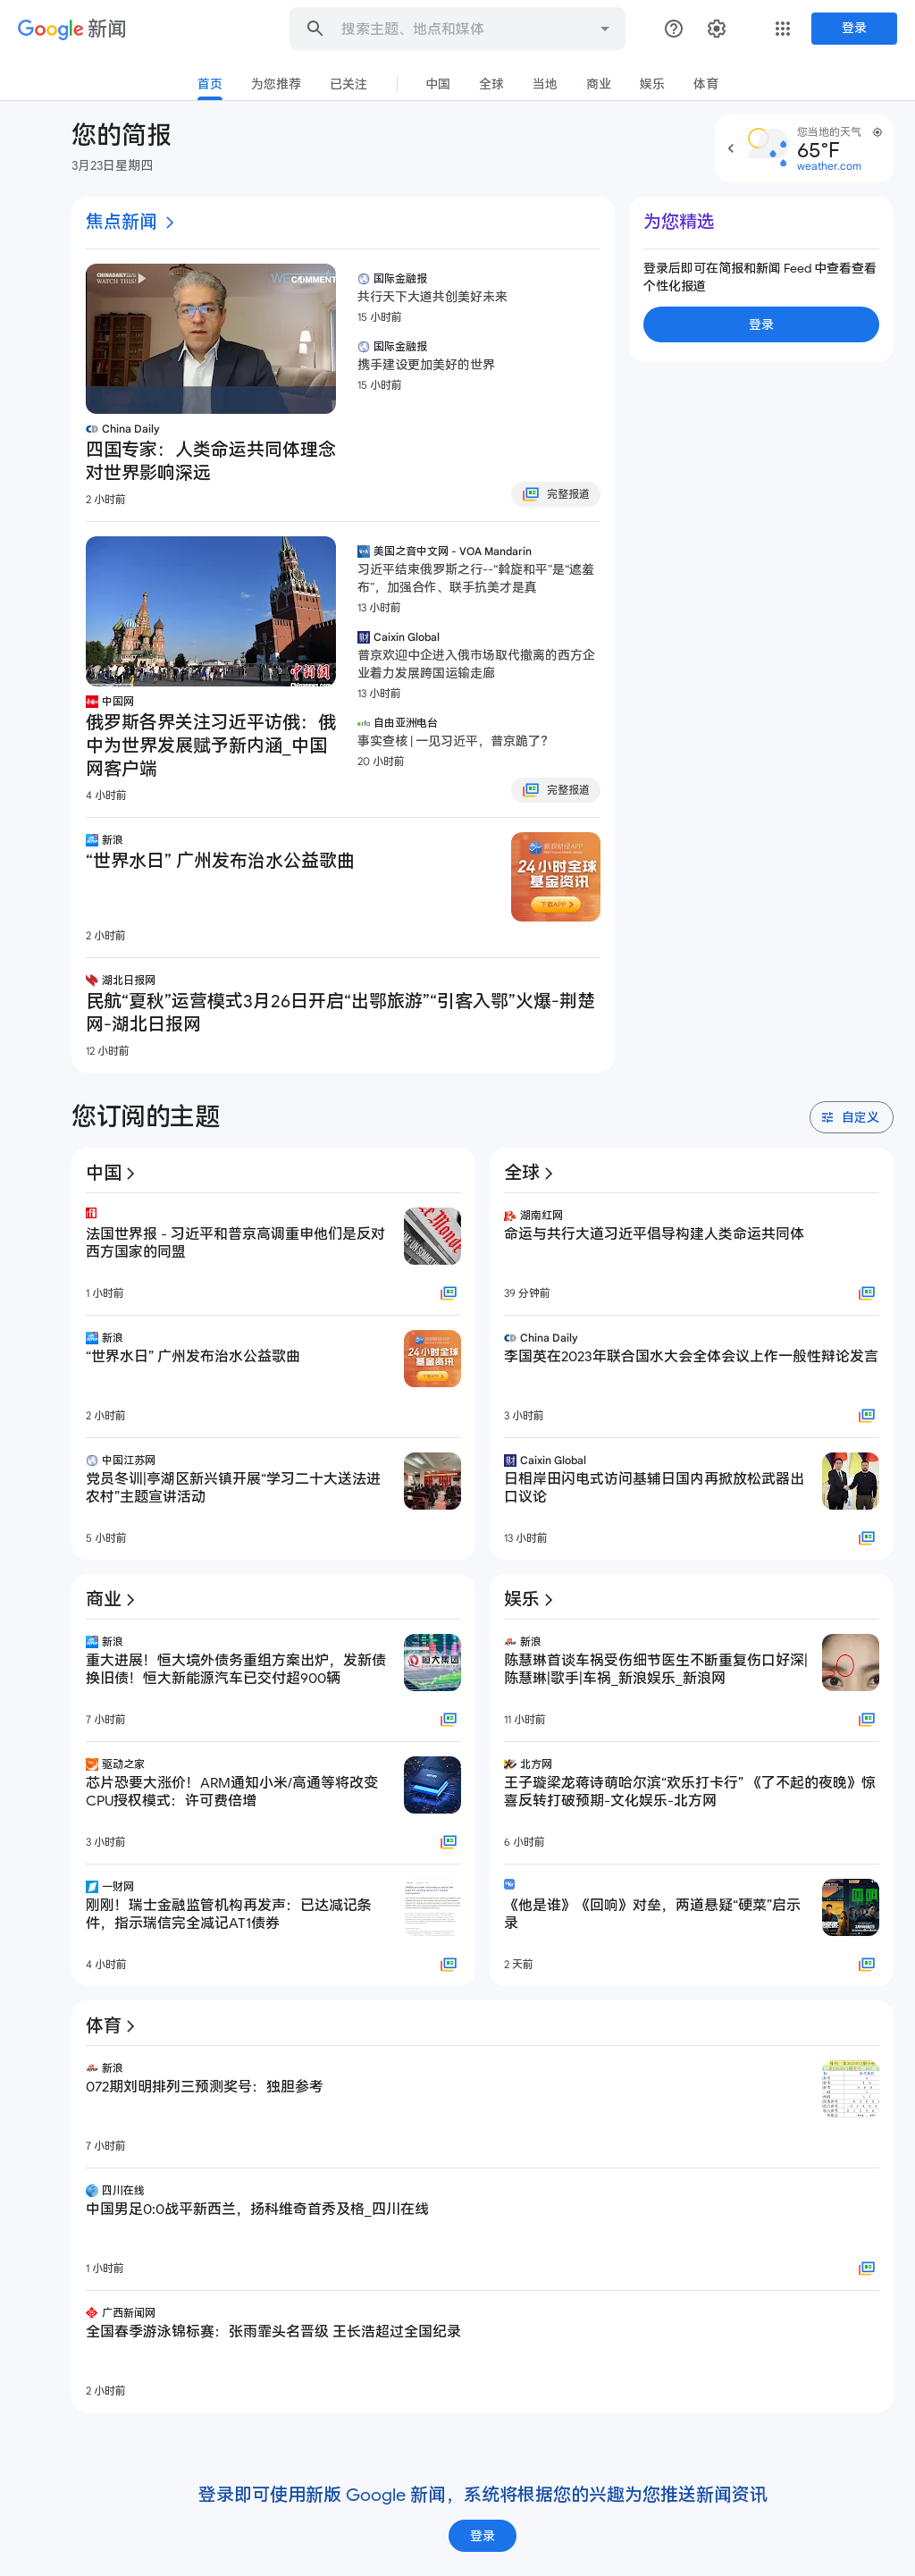 Google 新闻
搜索主题、地点和媒体
登录
首页
为您推荐
已关注
中国
全球
当地
商业
娱乐
体育
您的简报
3月23日星期四
您当地的天气
65°F
weather.com
焦点新闻
CHINADAILY
WATCH THIS!
WE COMMENT
China Daily
四国专家：人类命运共同体理念
对世界影响深远
2 小时前
国际金融报
共行天下大道共创美好未来
15 小时前
国际金融报
携手建设更加美好的世界
15 小时前
完整报道
中新网
中国网
俄罗斯各界关注习近平访俄：俄
中为世界发展赋予新内涵_中国
网客户端
4 小时前
美国之音中文网 - VOA Mandarin
习近平结束俄罗斯之行--“斡旋和平”是“遮羞
布”，加强合作、联手抗美才是真
13 小时前
Caixin Global
普京欢迎中企进入俄市场取代撤离的西方企
业着力发展跨国运输走廊
13 小时前
自由亚洲电台
事实查核 | 一见习近平，普京跪了？
20 小时前
完整报道
新浪
“世界水日” 广州发布治水公益歌曲
2 小时前
新浪财经APP
24小时全球
基金资讯
下载APP
湖北日报网
民航“夏秋”运营模式3月26日开启“出鄂旅游”“引客入鄂”火爆-荆楚
网-湖北日报网
12 小时前
为您精选
登录后即可在简报和新闻 Feed 中查看查看
个性化报道
登录
您订阅的主题
自定义
中国
法国世界报 - 习近平和普京高调重申他们是反对
西方国家的同盟
1 小时前
新浪
“世界水日” 广州发布治水公益歌曲
24小时全球
基金资讯
2 小时前
中国江苏网
党员冬训|亭湖区新兴镇开展“学习二十大送法进
农村”主题宣讲活动
5 小时前
全球
湖南红网
命运与共行大道习近平倡导构建人类命运共同体
39 分钟前
China Daily
李国英在2023年联合国水大会全体会议上作一般性辩论发言
3 小时前
Caixin Global
日相岸田闪电式访问基辅日国内再掀放松武器出
口议论
13 小时前
商业
新浪
重大进展！恒大境外债务重组方案出炉，发新债
换旧债！恒大新能源汽车已交付超900辆
恒大集团
7 小时前
驱动之家
芯片恐要大涨价！ARM通知小米/高通等将改变
CPU授权模式：许可费倍增
3 小时前
一财网
刚刚！瑞士金融监管机构再发声：已达减记条
件，指示瑞信完全减记AT1债券
4 小时前
娱乐
新浪
陈慧琳首谈车祸受伤细节医生不断重复伤口好深|
陈慧琳|歌手|车祸_新浪娱乐_新浪网
11 小时前
北方网
王子璇梁龙蒋诗萌哈尔滨“欢乐打卡行” 《了不起的夜晚》惊
喜反转打破预期-文化娱乐-北方网
6 小时前
《他是谁》《回响》对垒，两道悬疑“硬菜”启示
录
2 天前
体育
新浪
072期刘明排列三预测奖号：独胆参考
7 小时前
四川在线
中国男足0:0战平新西兰，扬科维奇首秀及格_四川在线
1 小时前
广西新闻网
全国春季游泳锦标赛：张雨霏头名晋级 王长浩超过全国纪录
2 小时前
登录即可使用新版 Google 新闻，系统将根据您的兴趣为您推送新闻资讯
登录